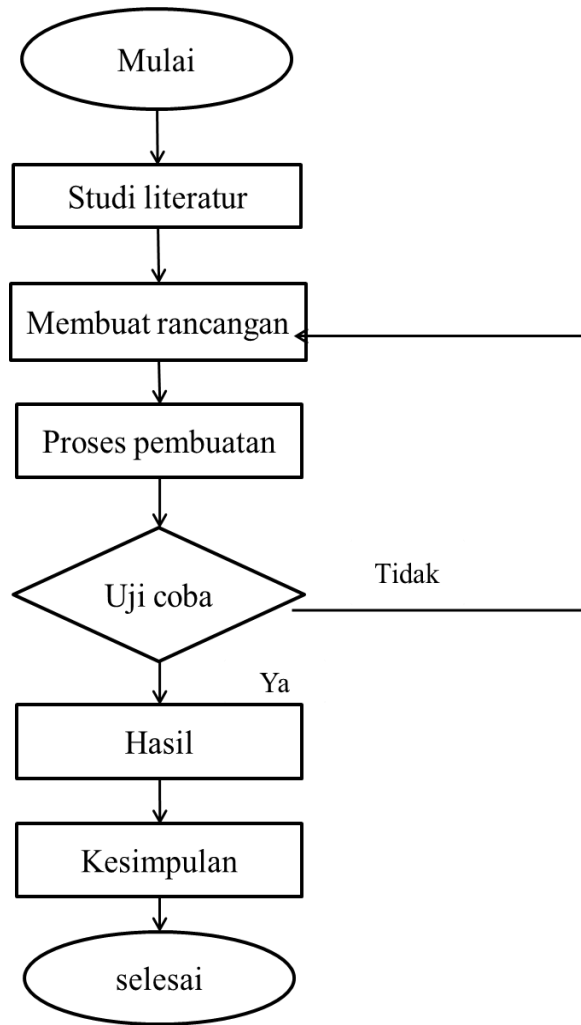 Mulai
Studi literatur
Membuat rancangan
Proses pembuatan
Uji coba
Tidak
Ya
Hasil
Kesimpulan
selesai